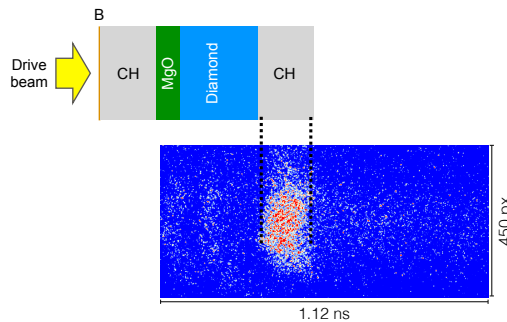 B
Drive
beam
CH
MgO
Diamond
CH
450 px
1.12 ns